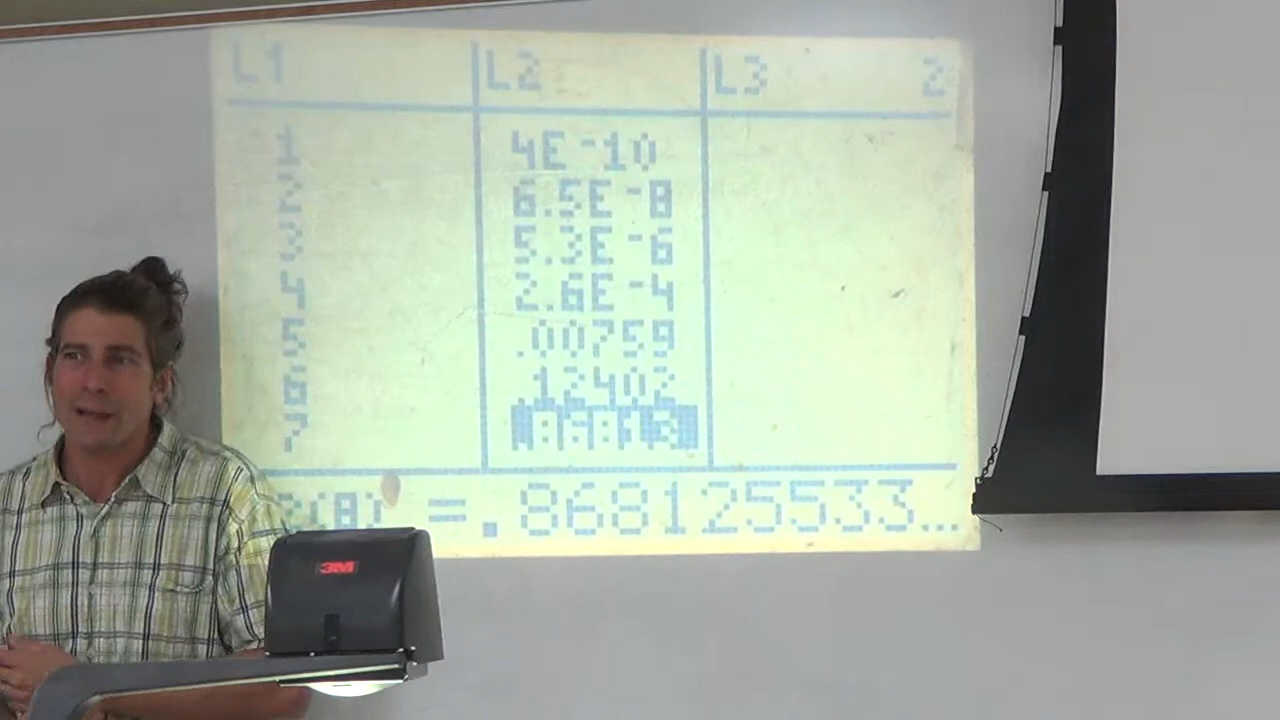 L1 L2 L3 2
1 4E-10
2 6.5E-8
3 5.3E-6
4 2.6E-4
5 .00759
6 .12402
7
(8) =.868125533...
3M